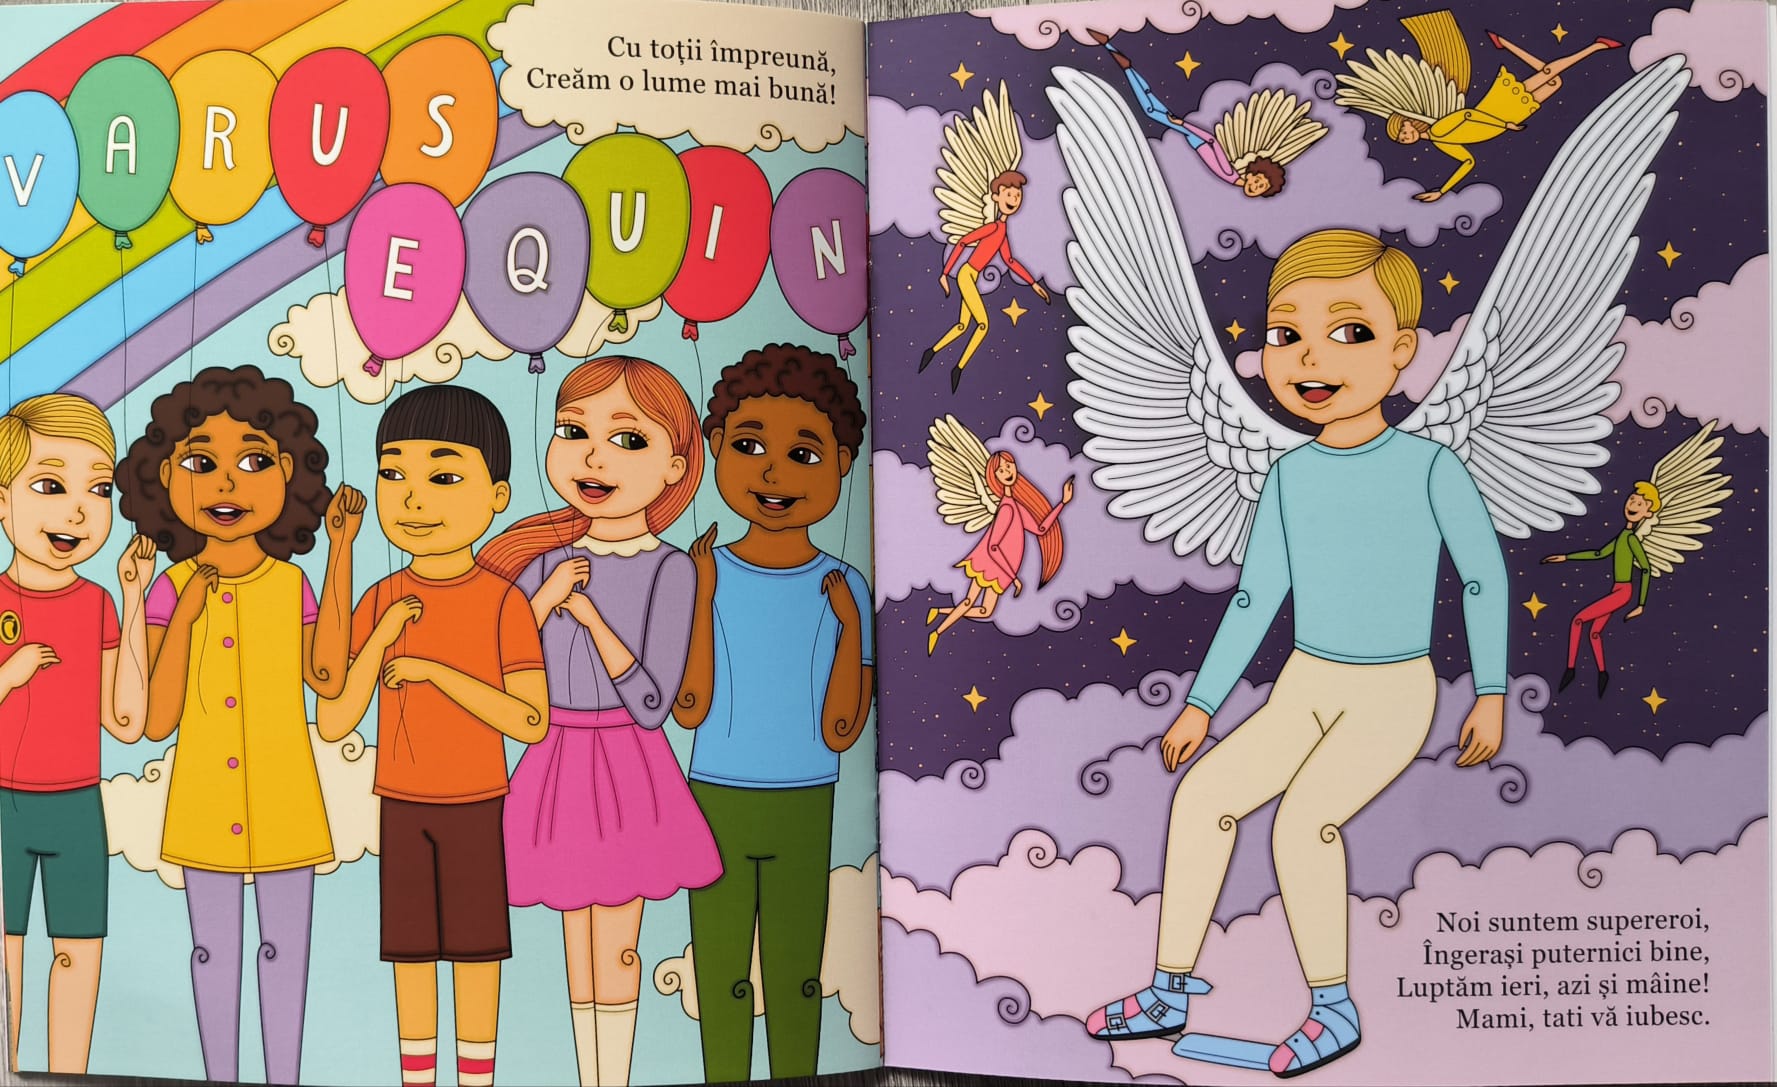 VARUS
EQUIN
Cu toții împreună,
Creăm o lume mai bună!
Noi suntem supereroi,
Îngerași puternici bine,
Luptăm ieri, azi și mâine!
Mami, tati vă iubesc.